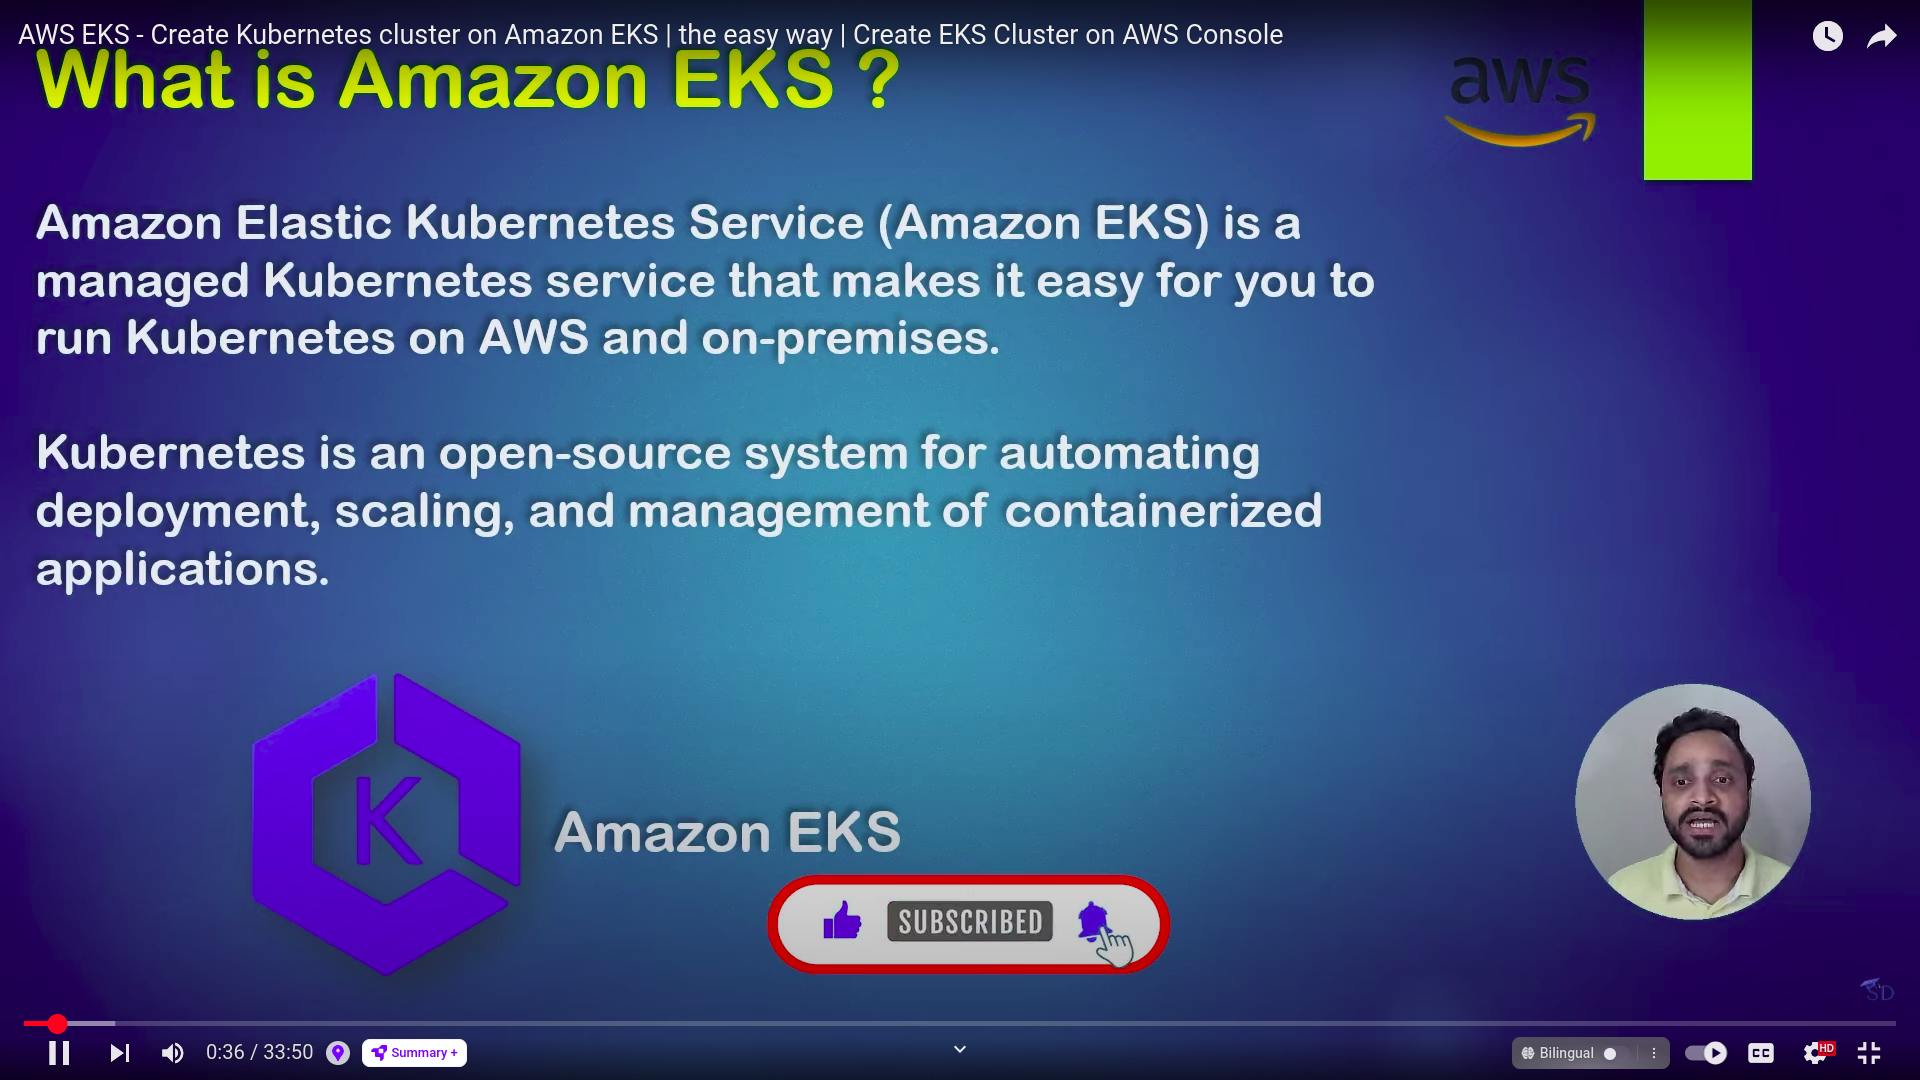 AWS EKS - Create Kubernetes cluster on Amazon EKS | the easy way | Create EKS Cluster on AWS Console
What is Amazon EKS ?
aws
Amazon Elastic Kubernetes Service (Amazon EKS) is a
managed Kubernetes service that makes it easy for you to
run Kubernetes on AWS and on-premises.
Kubernetes is an open-source system for automating
deployment, scaling, and management of containerized
applications.
K
Amazon EKS
SUBSCRIBED
SD
0:36 / 33:50
Summary +
Bilingual
CC
HD